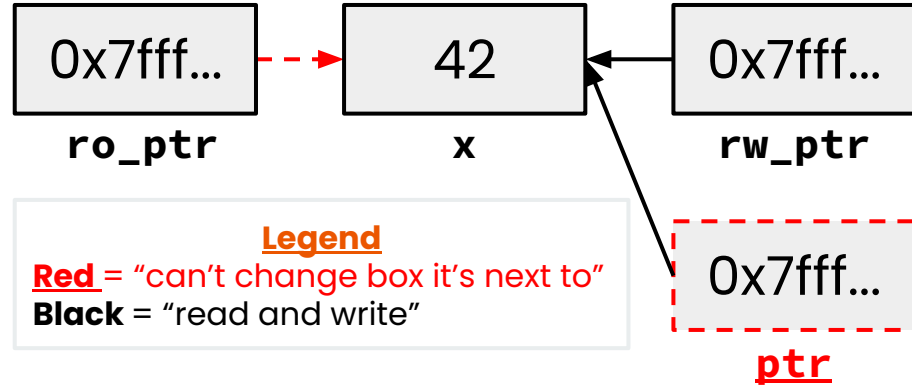 0x7fff…
42
0x7fff…
ro_ptr
x
rw_ptr
Legend
Red = “can’t change box it’s next to”
Black = “read and write”
0x7fff…
ptr